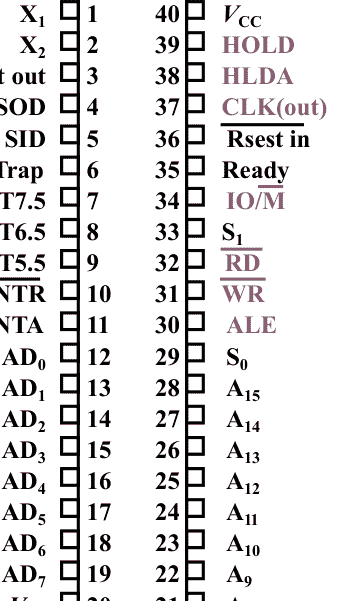 X₁ 1 40 VCC
X₂ 2 39 HOLD
t out 3 38 HLDA
SOD 4 37 CLK(out)
SID 5 36 Rsest in
Trap 6 35 Ready
T7.5 7 34 IO/M̅
T6.5 8 33 S₁
T5.5 9 32 R̅D̅
NTR 10 31 W̅R̅
NTA 11 30 ALE
AD₀ 12 29 S₀
AD₁ 13 28 A₁₅
AD₂ 14 27 A₁₄
AD₃ 15 26 A₁₃
AD₄ 16 25 A₁₂
AD₅ 17 24 A₁₁
AD₆ 18 23 A₁₀
AD₇ 19 22 A₉
20 21